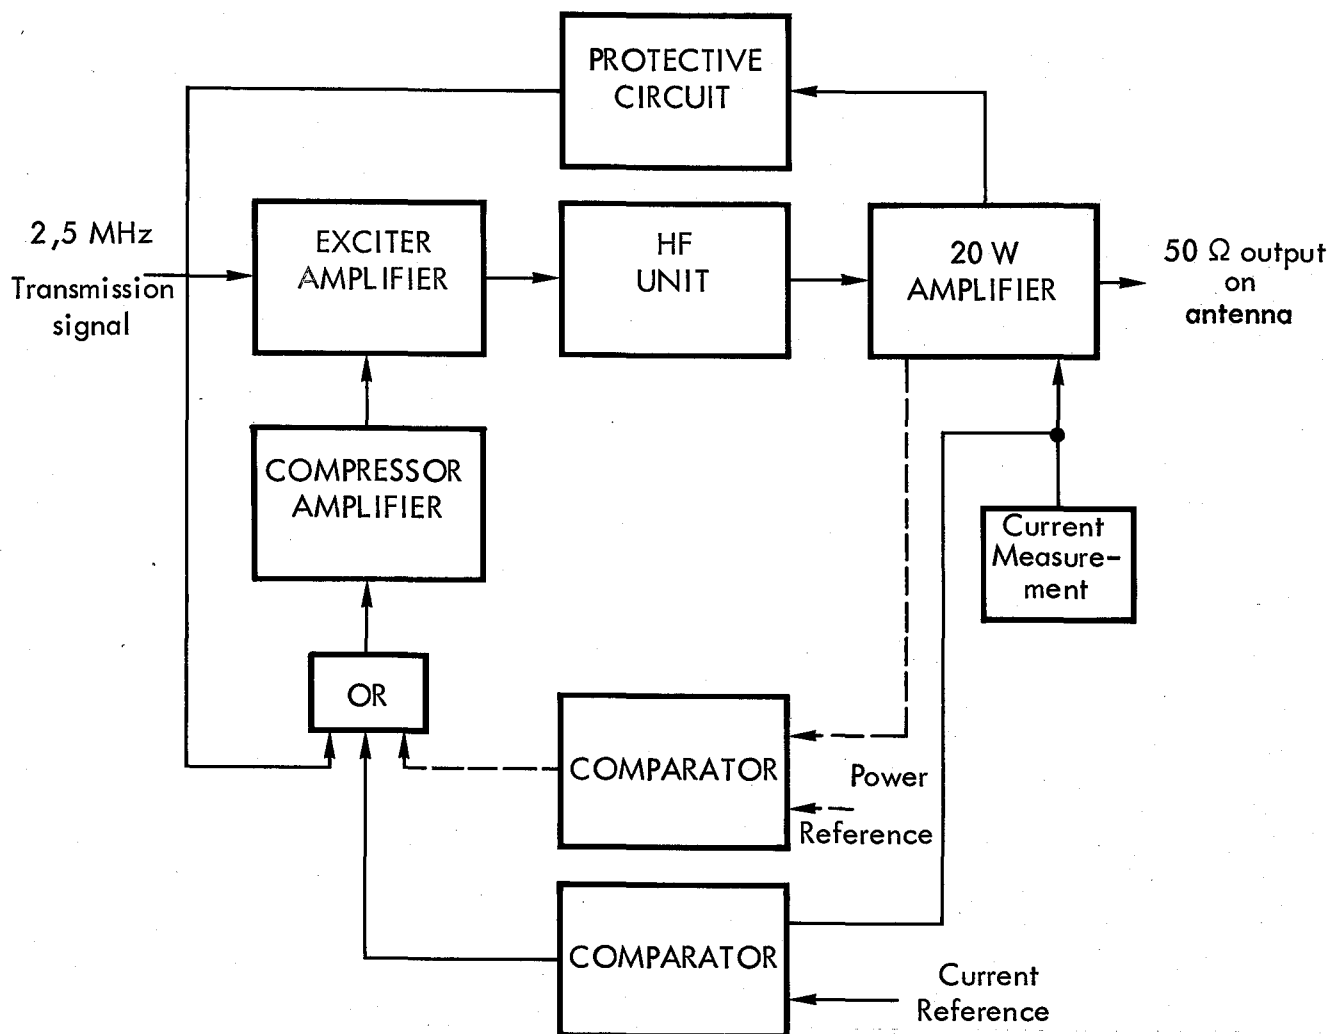 PROTECTIVE
CIRCUIT
2,5 MHz
Transmission
signal
EXCITER
AMPLIFIER
HF
UNIT
20 W
AMPLIFIER
50 Ω output
on
antenna
COMPRESSOR
AMPLIFIER
Current
Measure-
ment
OR
COMPARATOR
Power
Reference
COMPARATOR
Current
Reference